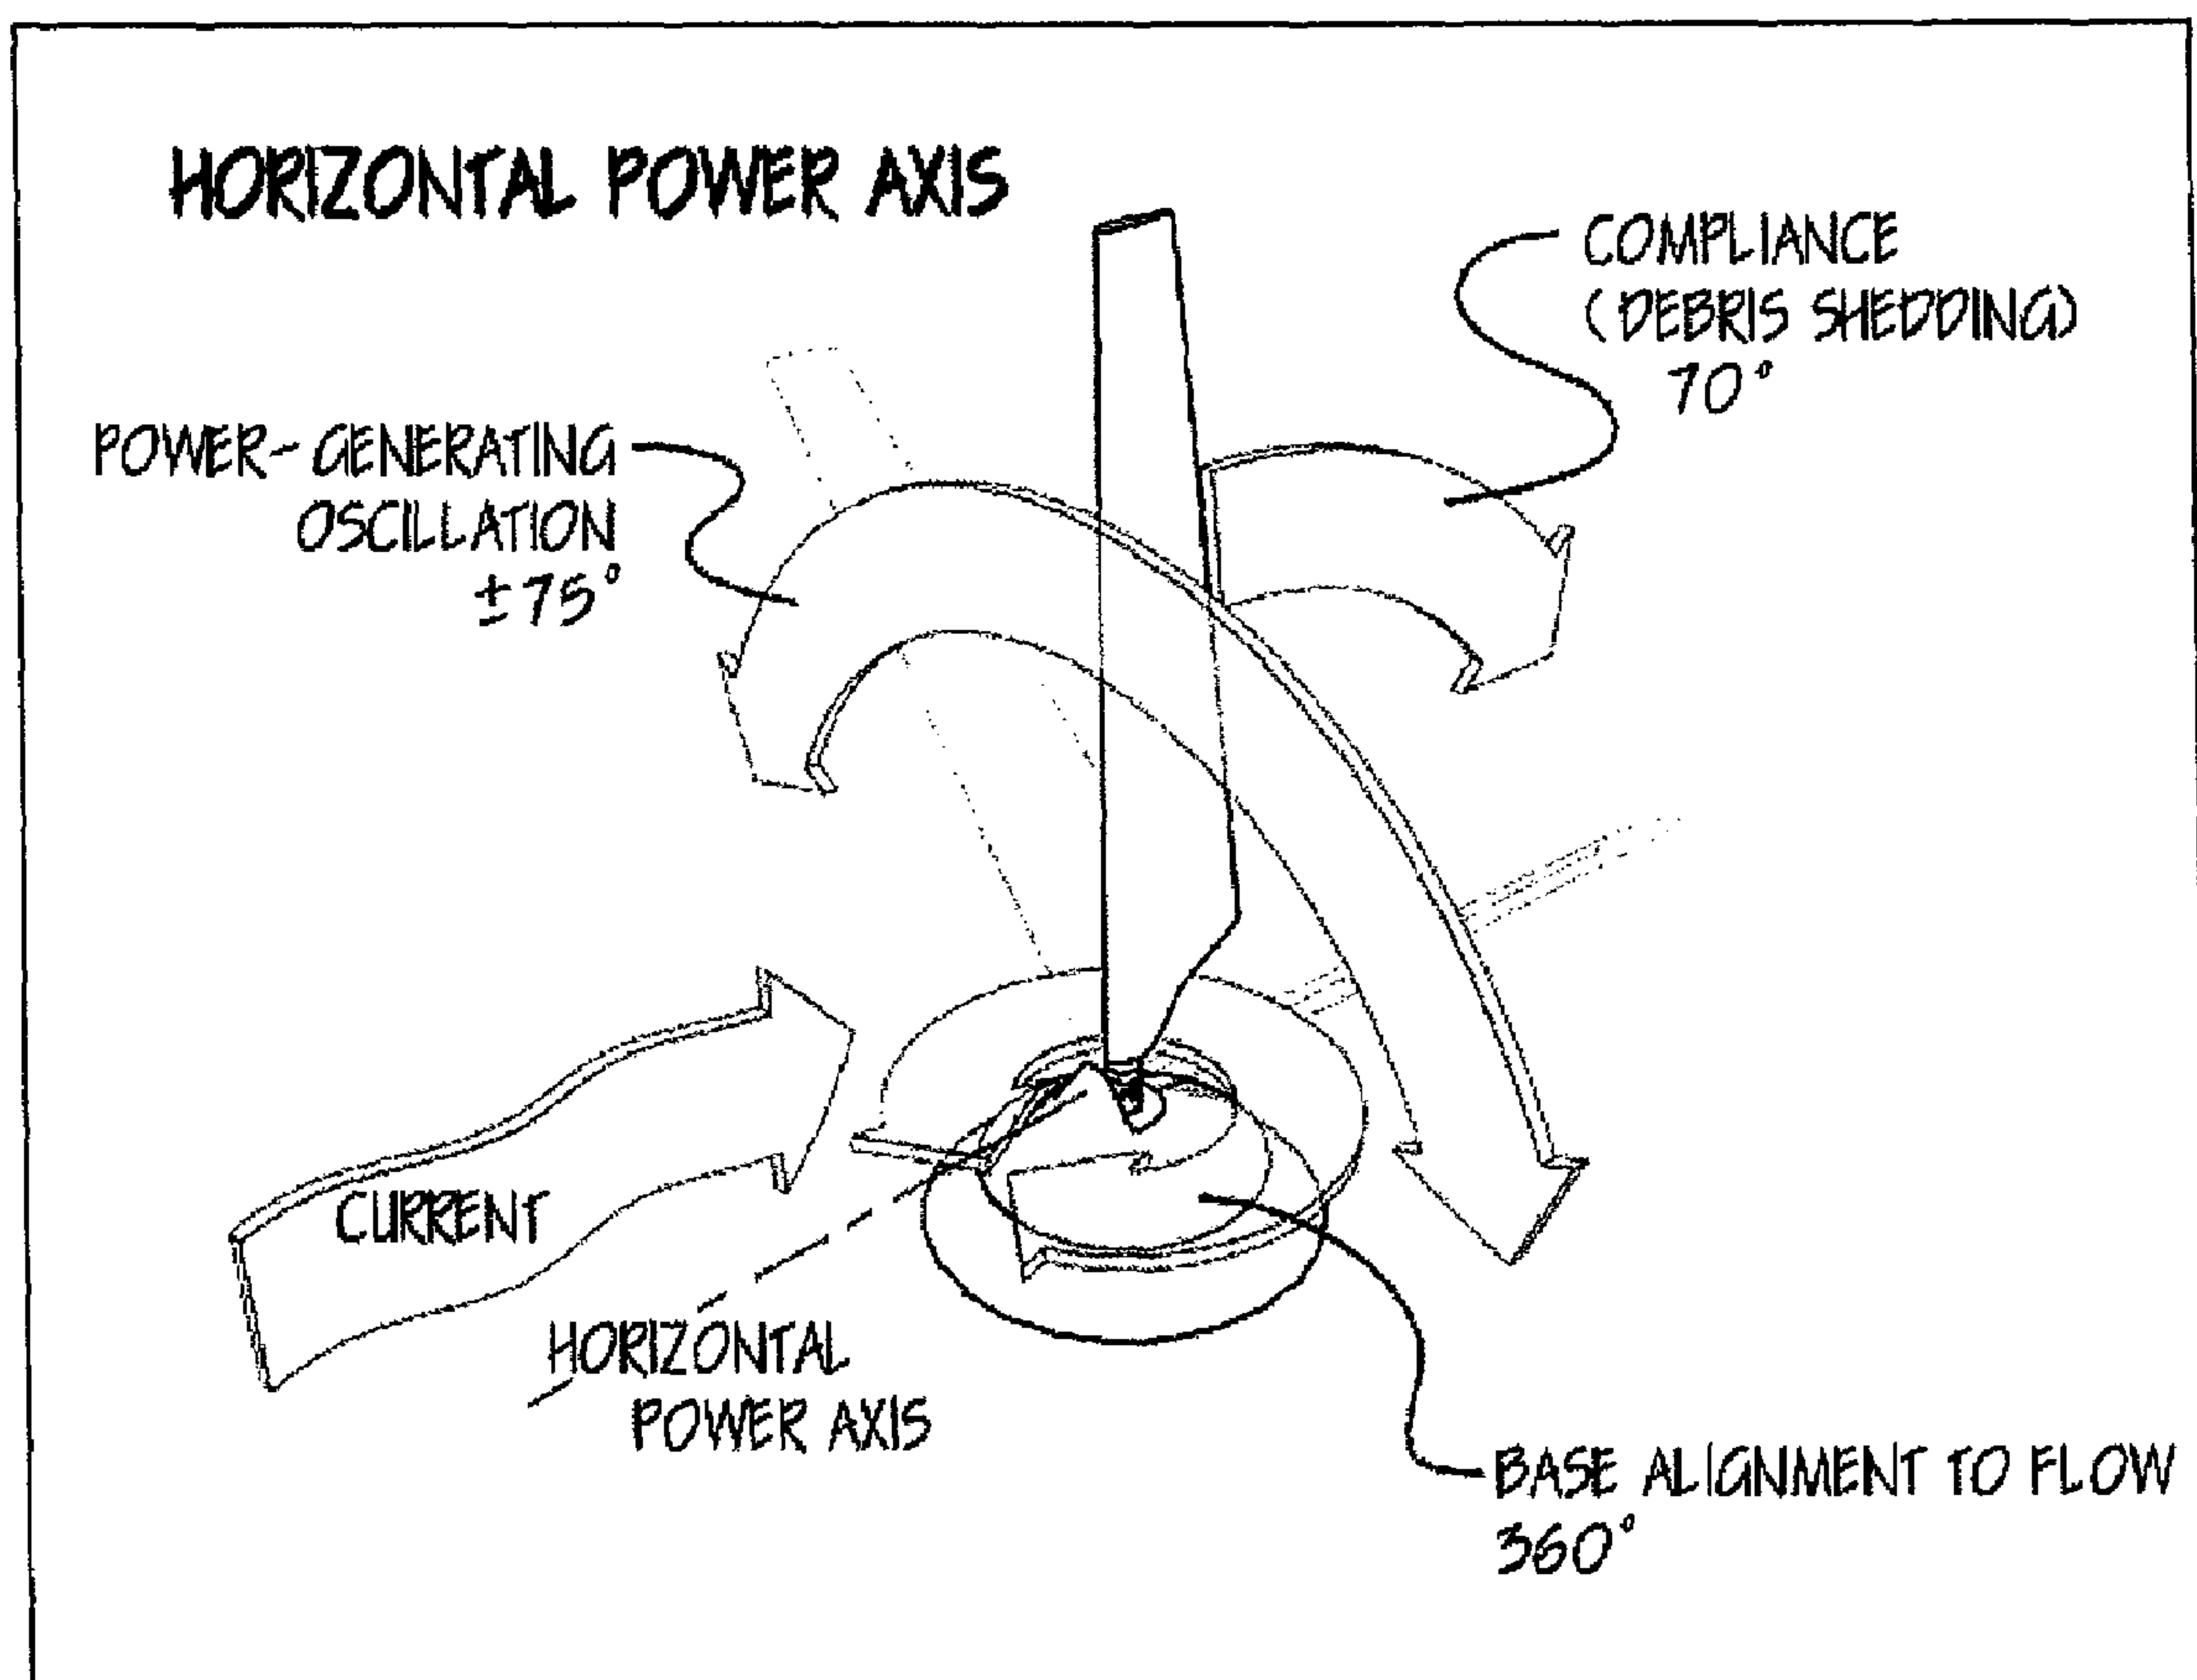 HORIZONTAL POWER AXIS
COMPLIANCE
(DEBRIS SHEDDING)
70°
POWER-GENERATING
OSCILLATION
±75°
CURRENT
HORIZONTAL
POWER AXIS
BASE ALIGNMENT TO FLOW
360°